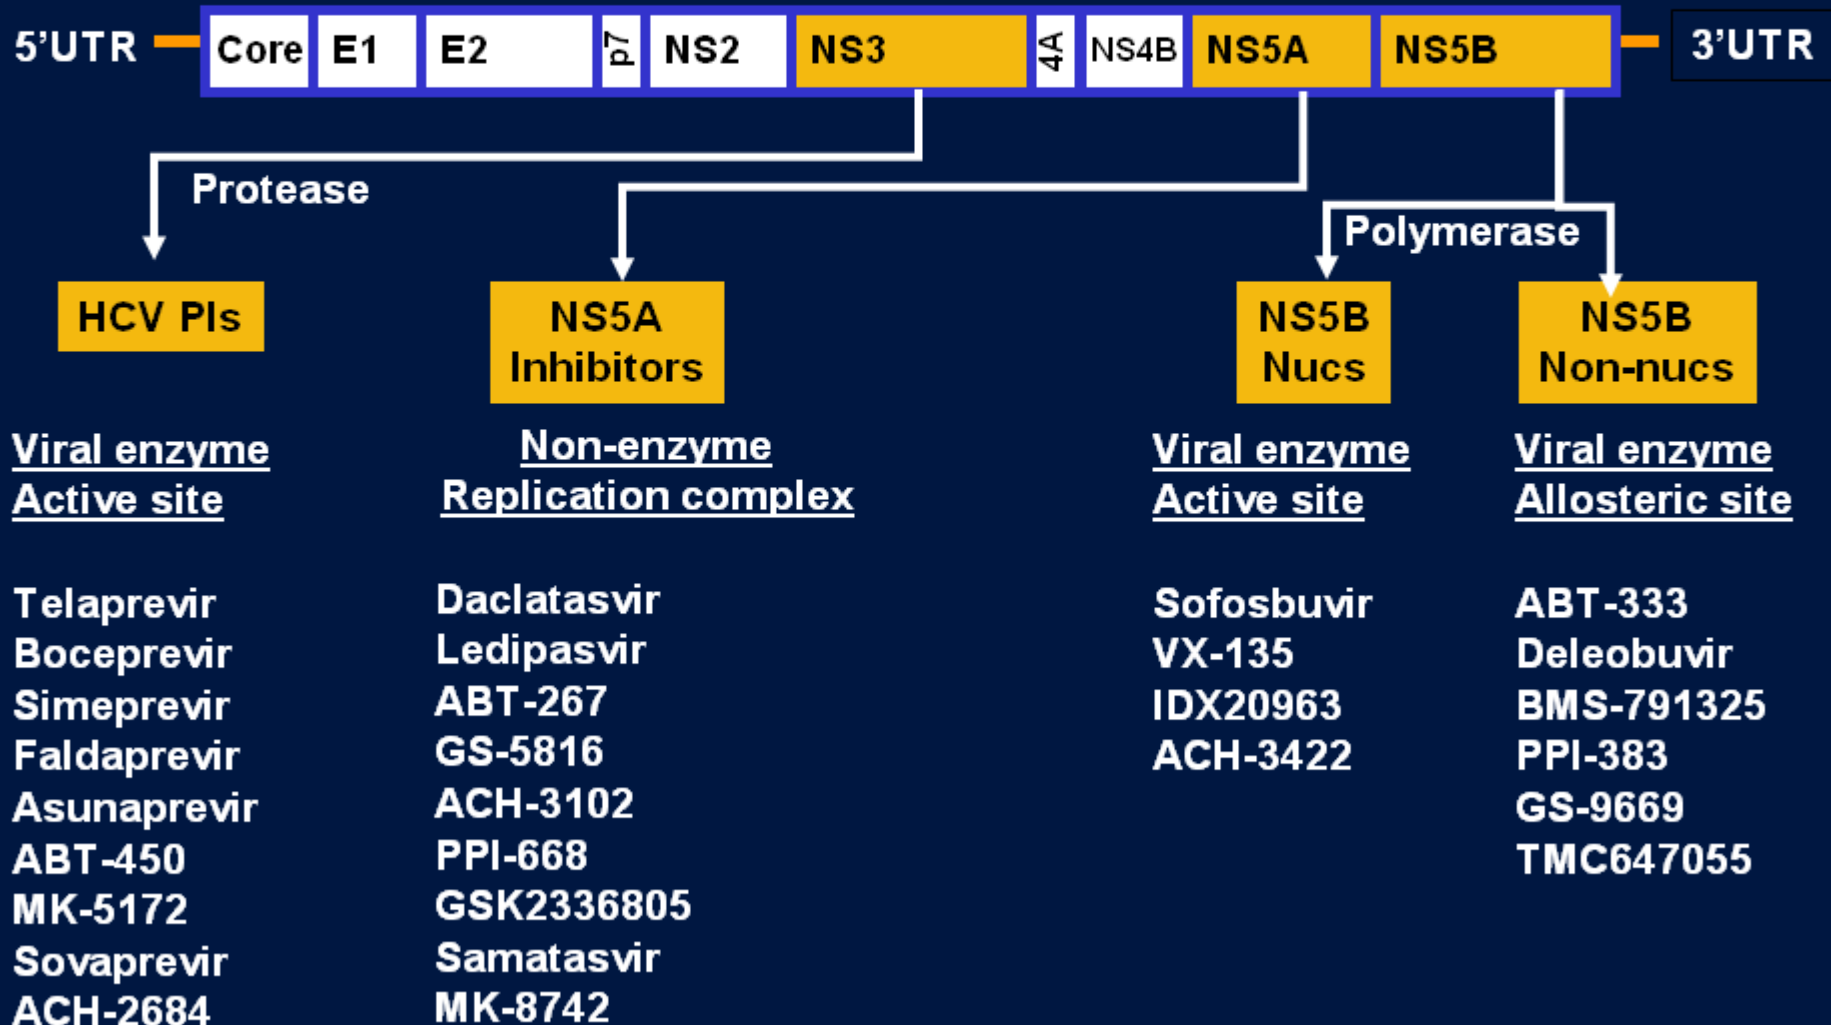 5’UTR Core E1 E2 p7 NS2 NS3 4A NS4B NS5A NS5B 3’UTR
Protease
Polymerase
HCV PIs
NS5A
Inhibitors
NS5B
Nucs
NS5B
Non-nucs
Viral enzyme
Active site
Non-enzyme
Replication complex
Viral enzyme
Active site
Viral enzyme
Allosteric site
Telaprevir
Boceprevir
Simeprevir
Faldaprevir
Asunaprevir
ABT-450
MK-5172
Sovaprevir
ACH-2684
Daclatasvir
Ledipasvir
ABT-267
GS-5816
ACH-3102
PPI-668
GSK2336805
Samatasvir
MK-8742
Sofosbuvir
VX-135
IDX20963
ACH-3422
ABT-333
Deleobuvir
BMS-791325
PPI-383
GS-9669
TMC647055